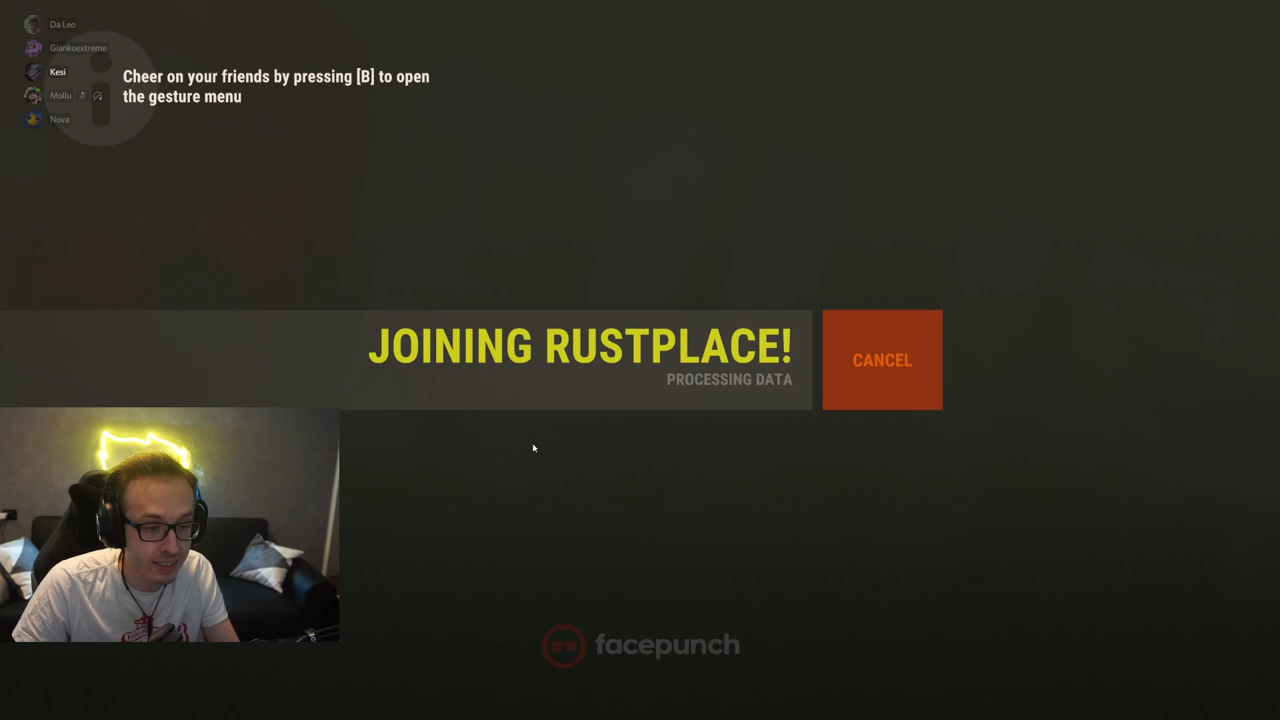 Da Leo
Giankoextreme
Kesi
Mollu
Nova
Cheer on your friends by pressing [B] to open
the gesture menu
JOINING RUSTPLACE!
PROCESSING DATA
CANCEL
facepunch